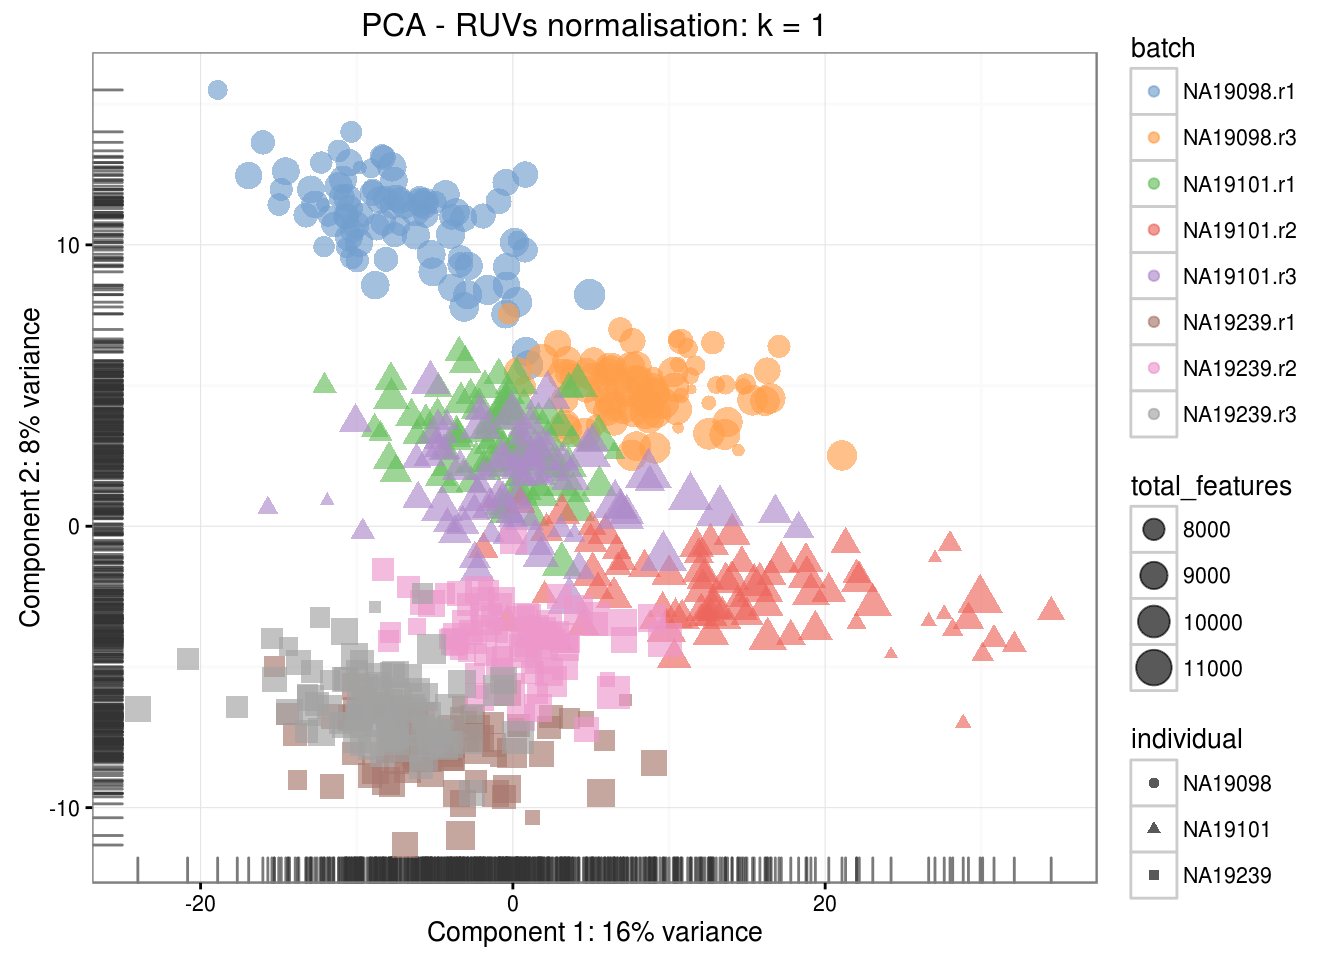 PCA - RUVs normalisation: k = 1
Component 2: 8% variance
10
0
-10
-20
0
20
Component 1: 16% variance
batch
NA19098.r1
NA19098.r3
NA19101.r1
NA19101.r2
NA19101.r3
NA19239.r1
NA19239.r2
NA19239.r3
total_features
8000
9000
10000
11000
individual
NA19098
NA19101
NA19239